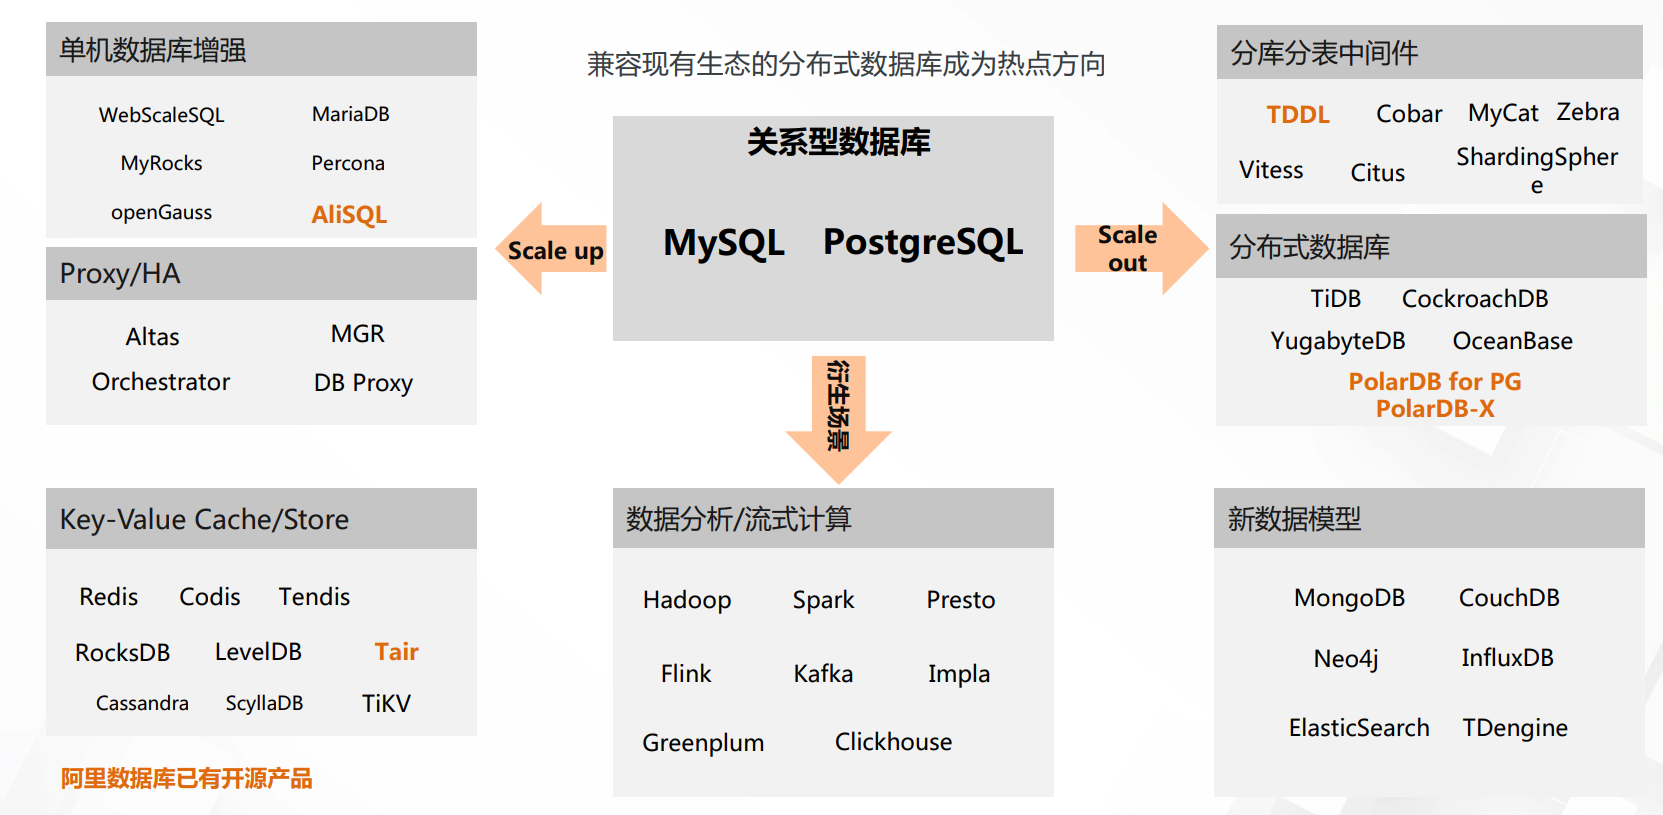 兼容现有生态的分布式数据库成为热点方向
单机数据库增强
WebScaleSQL MariaDB
MyRocks Percona
openGauss AliSQL
Proxy/HA
Altas MGR
Orchestrator DB Proxy
Scale up
关系型数据库
MySQL PostgreSQL
Scale
out
衍生场景
分库分表中间件
TDDL Cobar MyCat Zebra
Vitess Citus ShardingSpher
e
分布式数据库
TiDB CockroachDB
YugabyteDB OceanBase
PolarDB for PG
PolarDB-X
Key-Value Cache/Store
Redis Codis Tendis
RocksDB LevelDB Tair
Cassandra ScyllaDB TiKV
阿里数据库已有开源产品
数据分析/流式计算
Hadoop Spark Presto
Flink Kafka Impla
Greenplum Clickhouse
新数据模型
MongoDB CouchDB
Neo4j InfluxDB
ElasticSearch TDengine